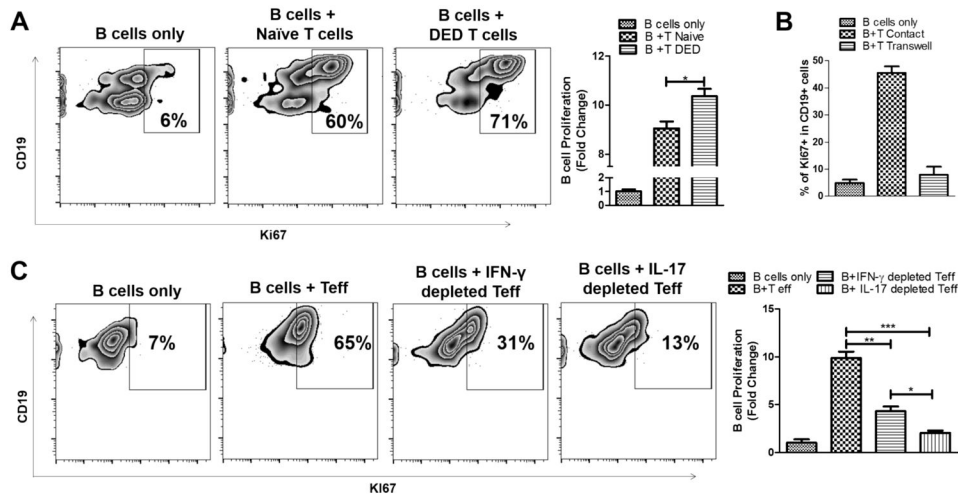 A
B cells only
B cells +
Naïve T cells
B cells +
DED T cells
6%
60%
71%
CD19
Ki67
B cells only
B +T Naive
B +T DED
B cell Proliferation
(Fold Change)
12
10
8
2
1
0
*
B
B cells only
B+T Contact
B+T Transwell
% of Ki67+ in CD19+ cells
50
40
30
20
10
0
C
B cells only
B cells + Teff
B cells + IFN-γ
depleted Teff
B cells + IL-17
depleted Teff
7%
65%
31%
13%
CD19
KI67
B cells only
B+T eff
B+IFN-γ depleted Teff
B+ IL-17 depleted Teff
B cell Proliferation
(Fold Change)
15
10
5
0
***
**
*